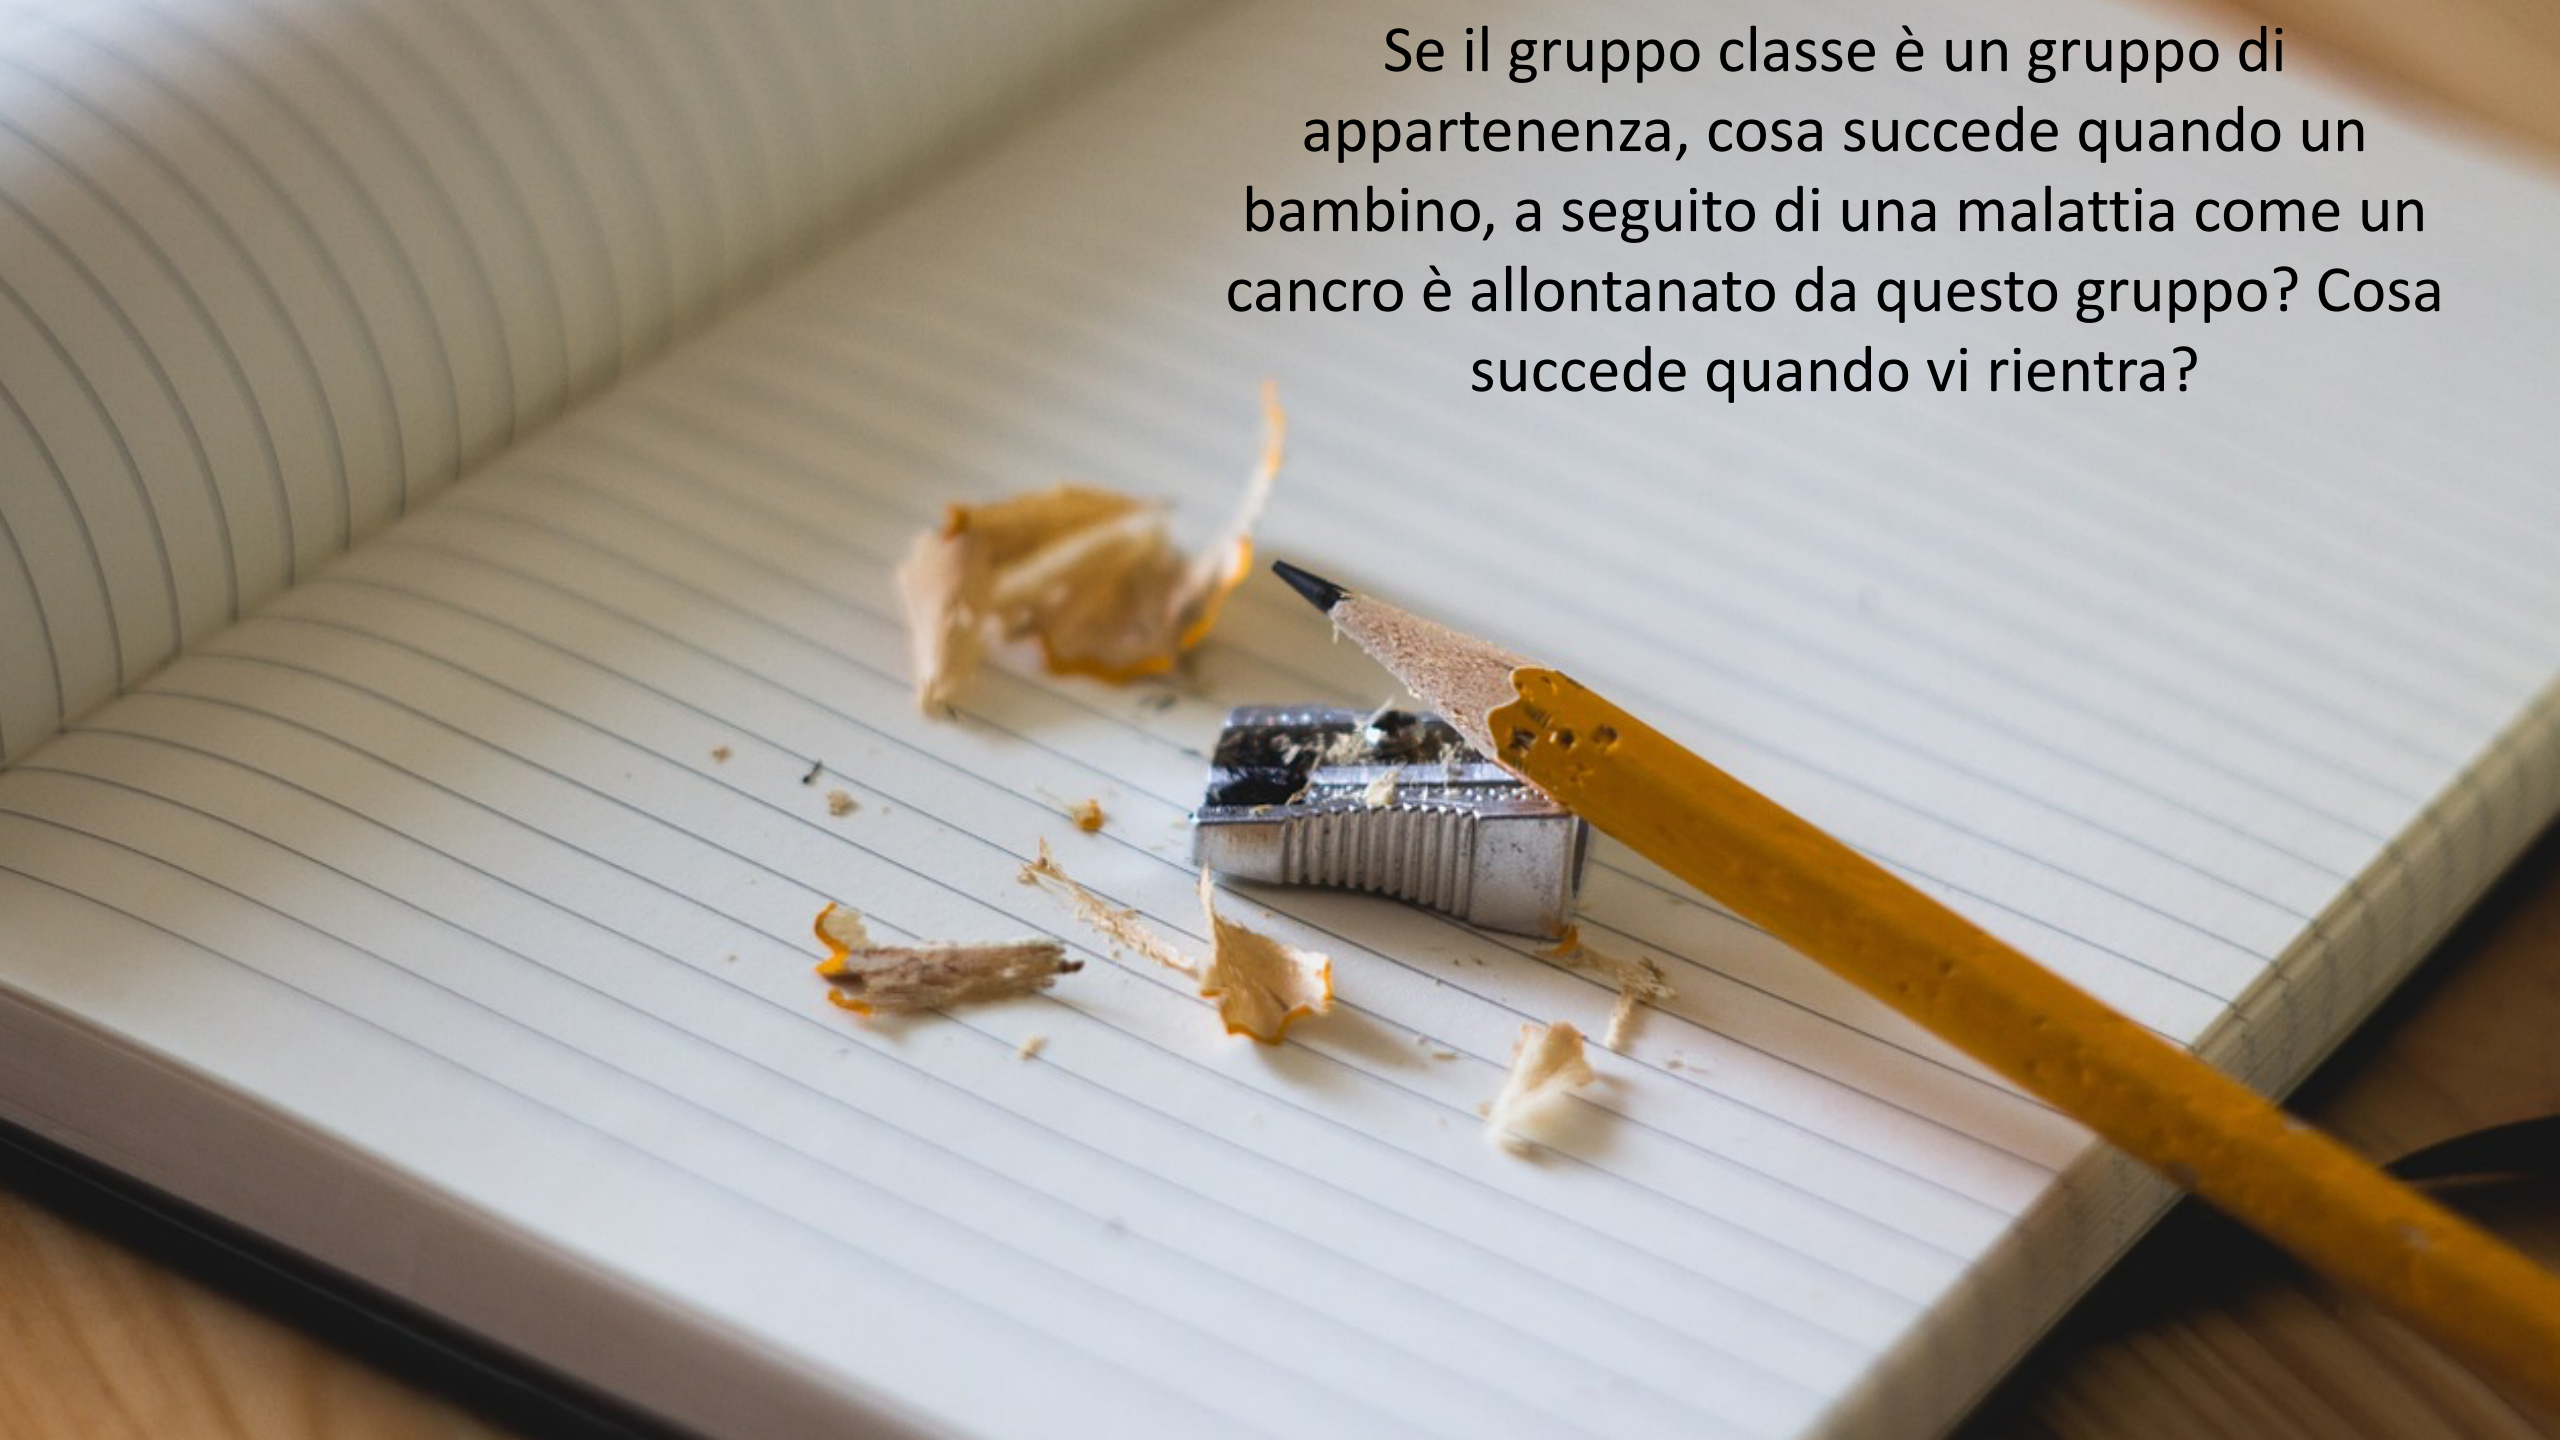 Se il gruppo classe è un gruppo di
appartenenza, cosa succede quando un
bambino, a seguito di una malattia come un
cancro è allontanato da questo gruppo? Cosa
succede quando vi rientra?